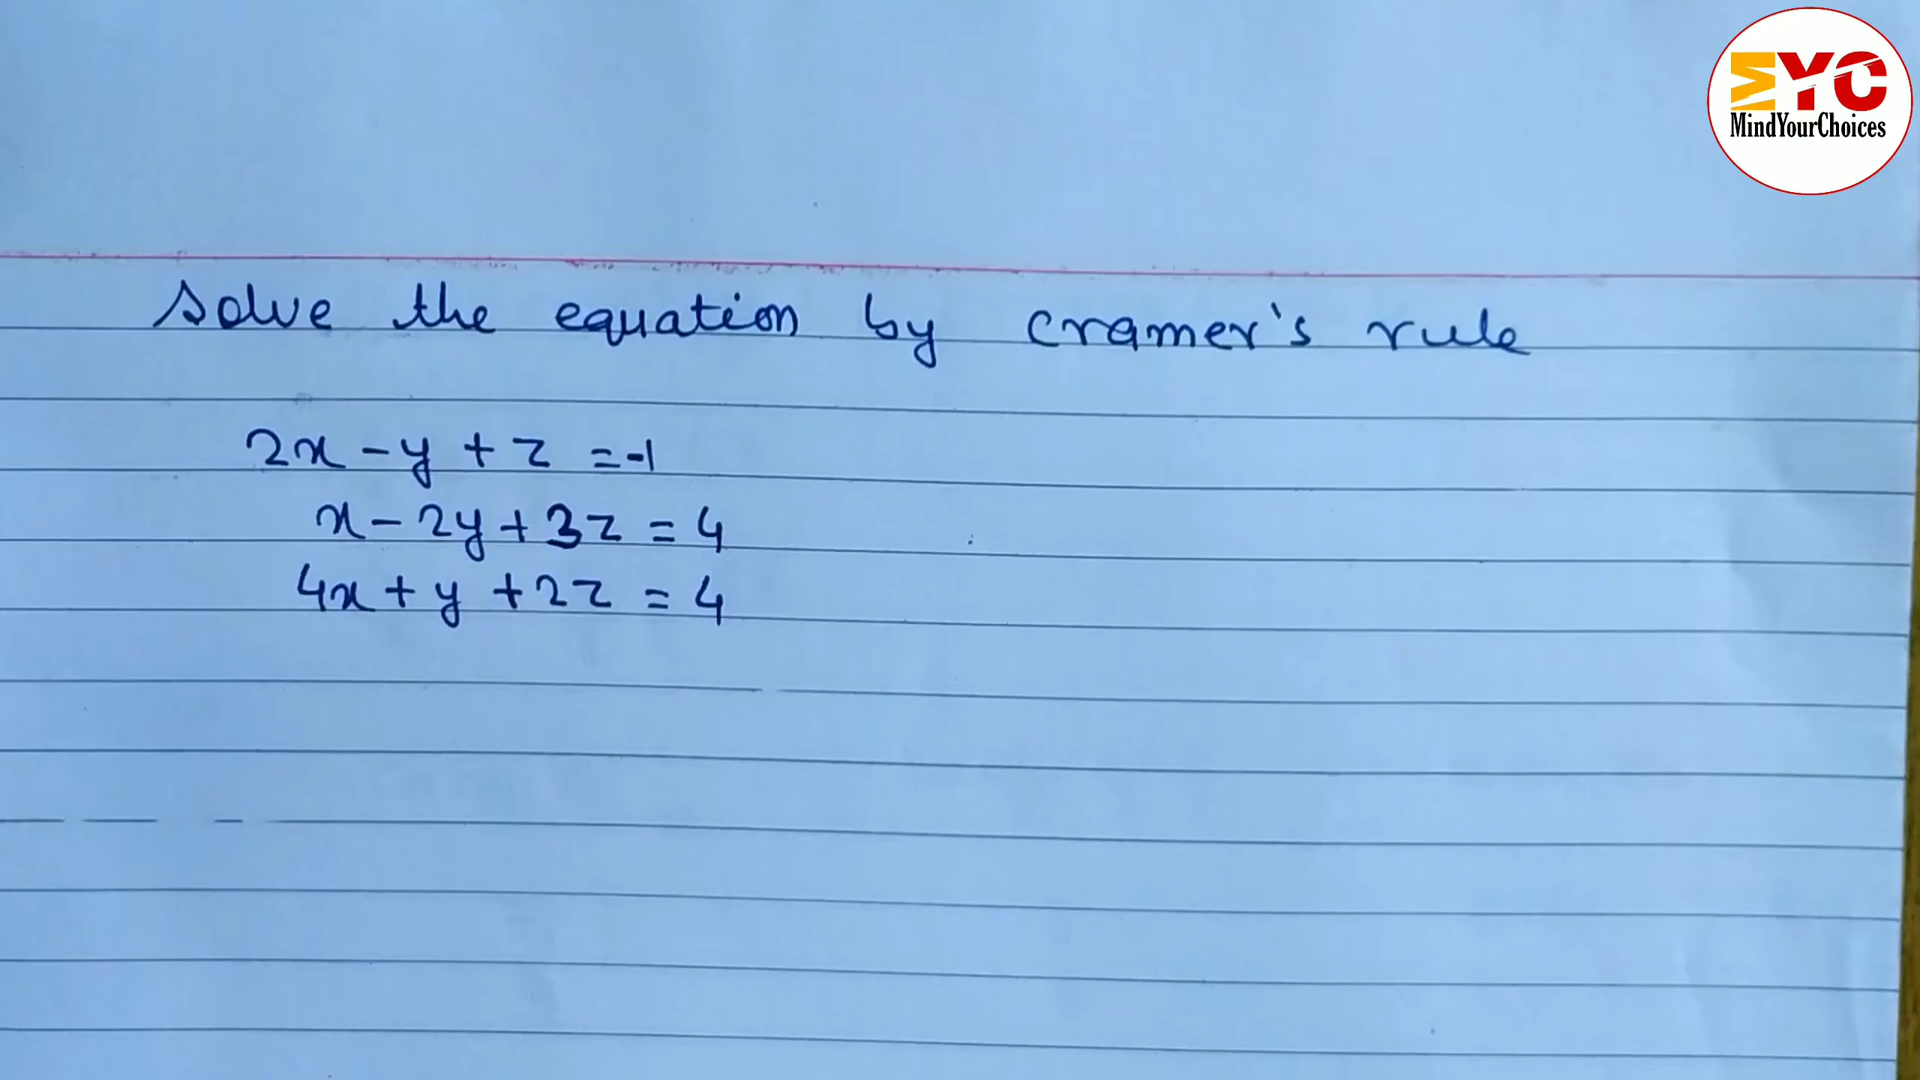 MYC
MindYourChoices
Solve the equation by cramer's rule
2x - y + z = -1
x - 2y + 3z = 4
4x + y + 2z = 4